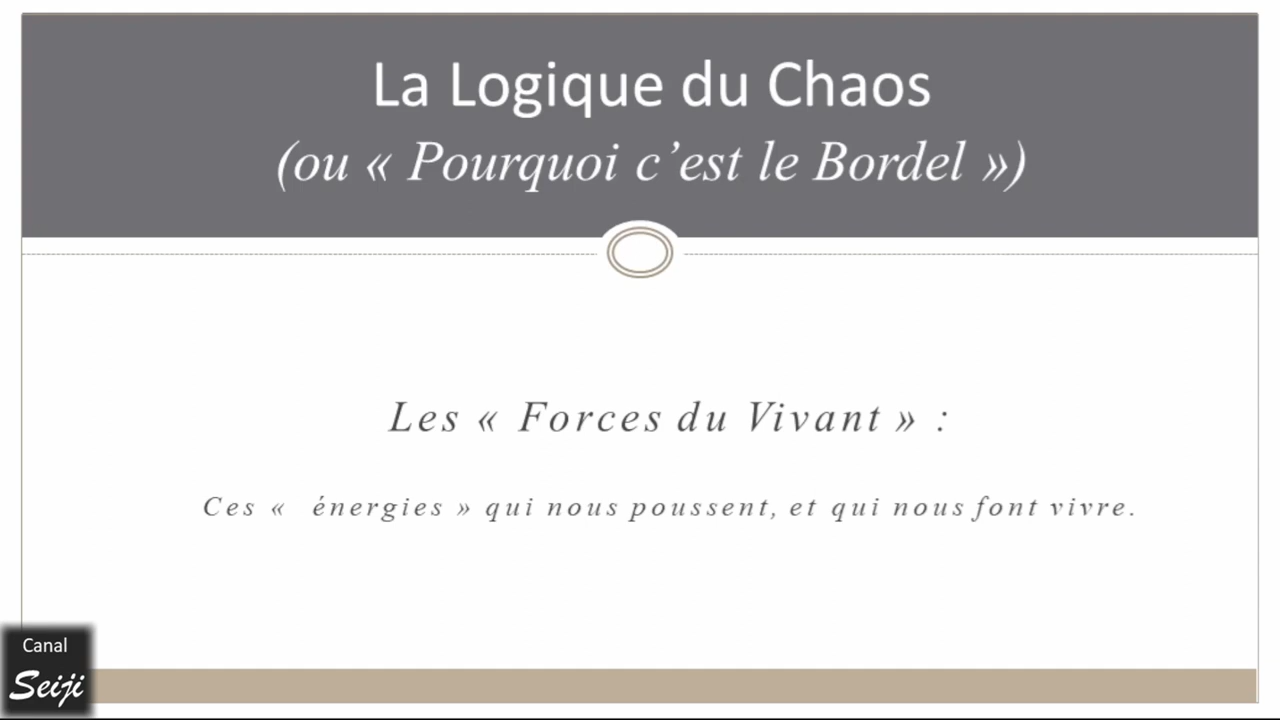 La Logique du Chaos
(ou « Pourquoi c’est le Bordel »)
Les « Forces du Vivant » :
Ces « énergies » qui nous poussent, et qui nous font vivre.
Canal
Seiji